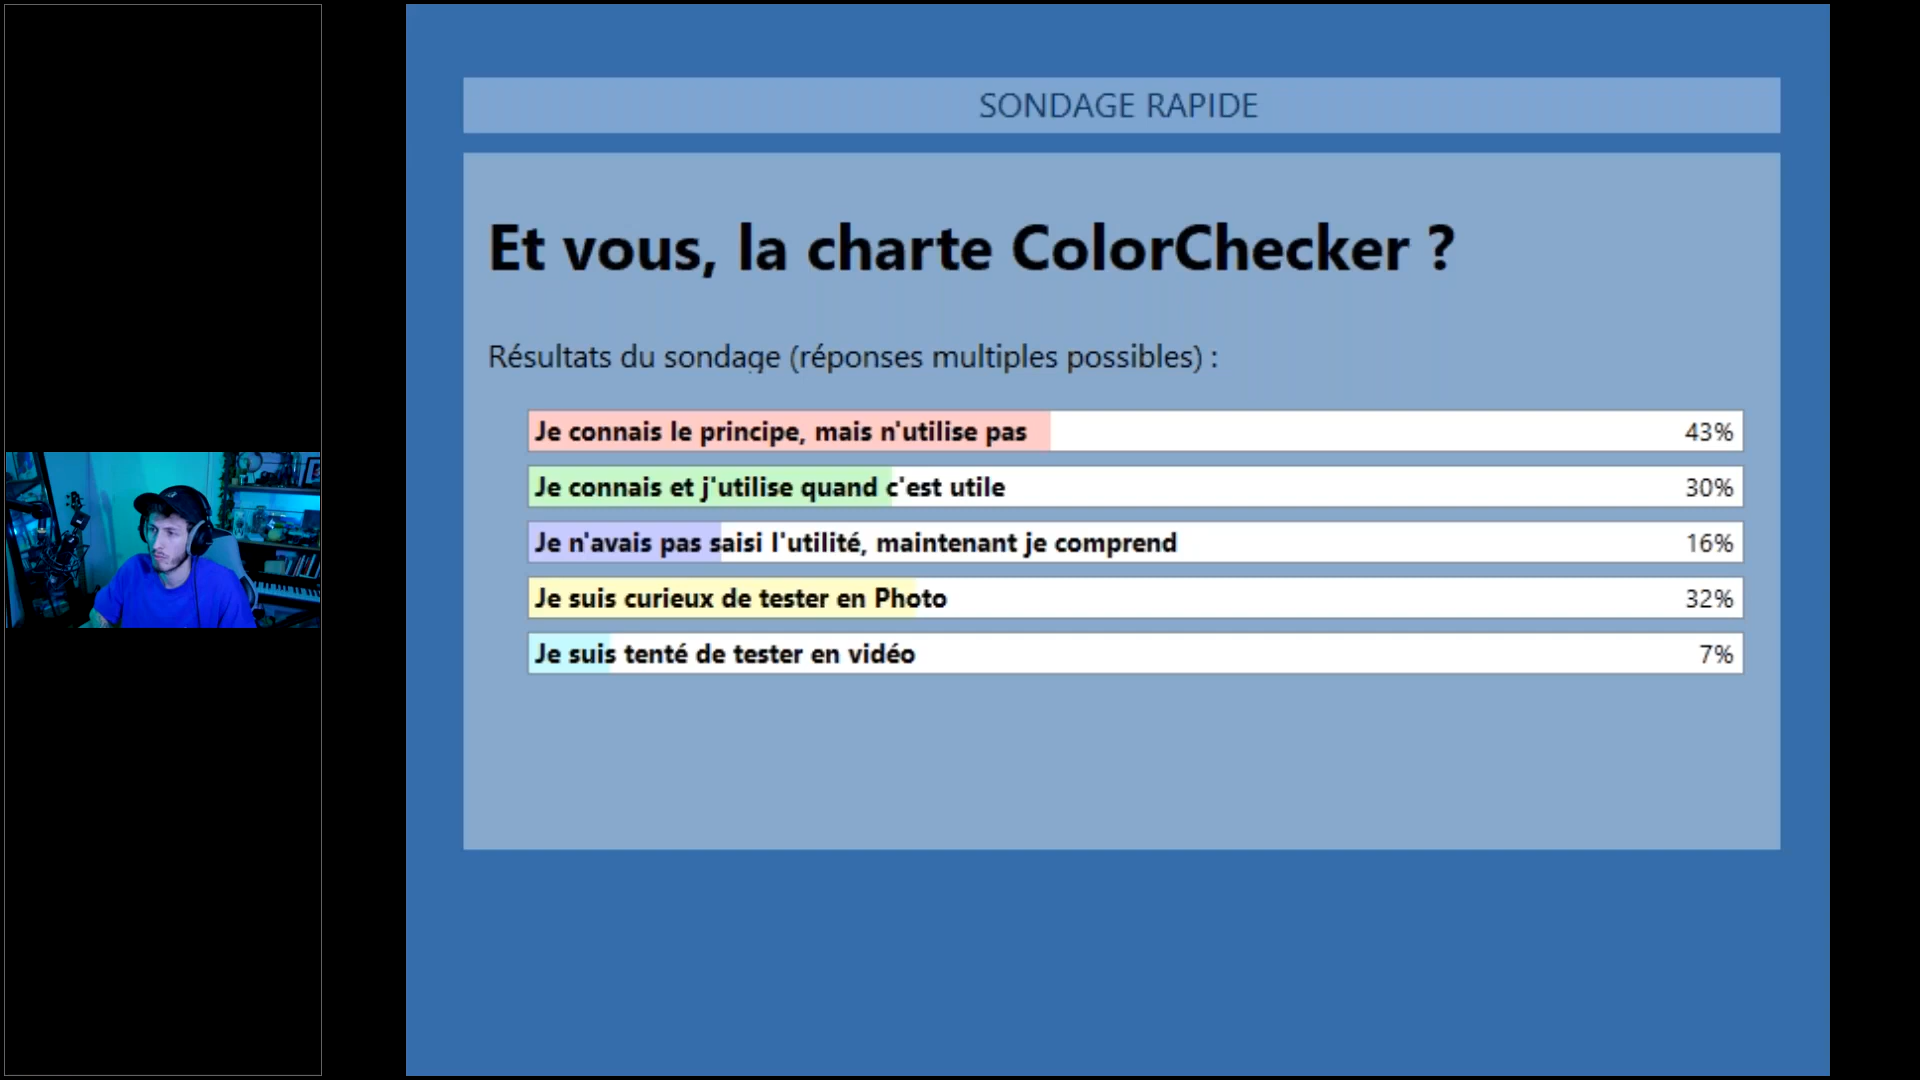 SONDAGE RAPIDE
Et vous, la charte ColorChecker ?
Résultats du sondage (réponses multiples possibles) :
Je connais le principe, mais n'utilise pas 43%
Je connais et j'utilise quand c'est utile 30%
Je n'avais pas saisi l'utilité, maintenant je comprend 16%
Je suis curieux de tester en Photo 32%
Je suis tenté de tester en vidéo 7%